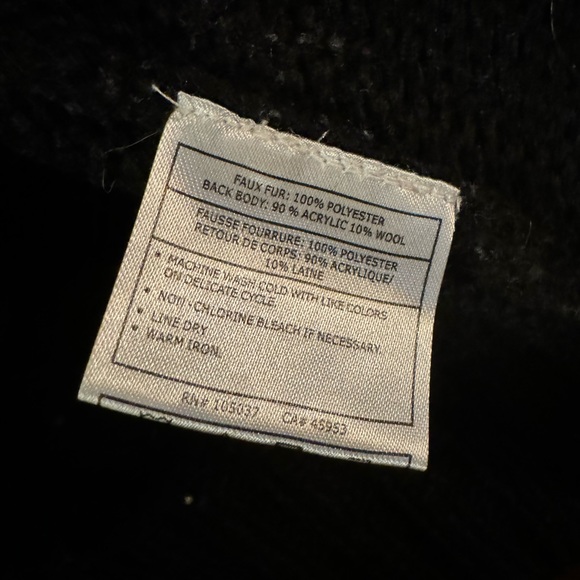 FAUX FUR: 100% POLYESTER
BACK BODY: 90 % ACRYLIC 10% WOOL
FAUSSE FOURRURE: 100% POLYESTER
RETOUR DE CORPS: 90% ACRYLIQUE/
10% LAINE
• MACHINE WASH COLD WITH LIKE COLORS
ON DELICATE CYCLE.
• NON - CHLORINE BLEACH IF NECESSARY.
• LINE DRY
• WARM IRON.
RN# 105037 CA# 45953